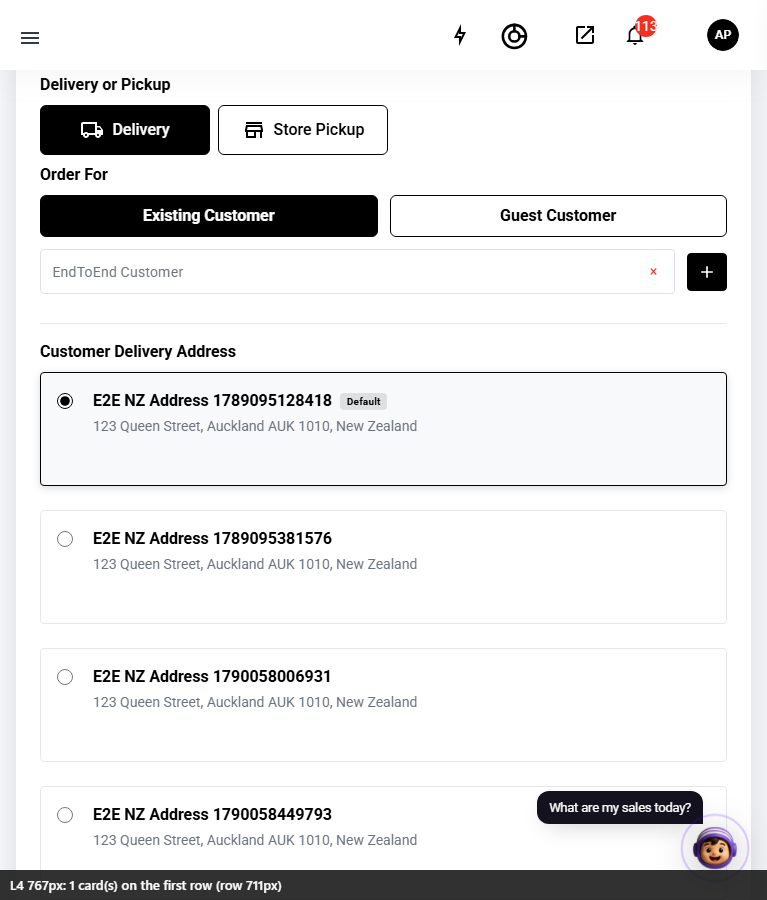 113
AP
Delivery or Pickup
Delivery
Store Pickup
Order For
Existing Customer
Guest Customer
EndToEnd Customer
×
+
Customer Delivery Address
E2E NZ Address 1789095128418 Default
123 Queen Street, Auckland AUK 1010, New Zealand
E2E NZ Address 1789095381576
123 Queen Street, Auckland AUK 1010, New Zealand
E2E NZ Address 1790058006931
123 Queen Street, Auckland AUK 1010, New Zealand
E2E NZ Address 1790058449793
What are my sales today?
123 Queen Street, Auckland AUK 1010, New Zealand
L4 767px: 1 card(s) on the first row (row 711px)